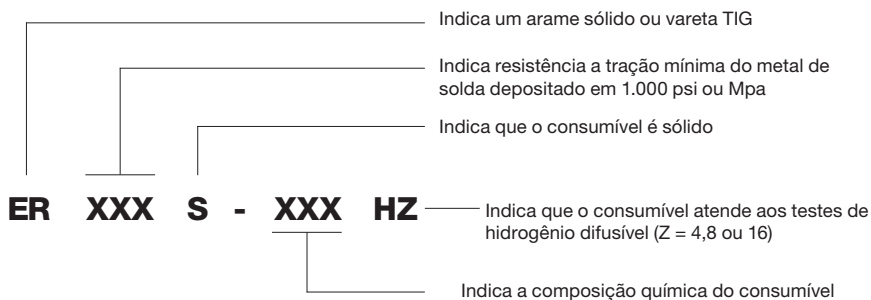 Indica um arame sólido ou vareta TIG
Indica resistência a tração mínima do metal de
solda depositado em 1.000 psi ou Mpa
Indica que o consumível é sólido
ER XXX S - XXX HZ
Indica que o consumível atende aos testes de
hidrogênio difusível (Z = 4,8 ou 16)
Indica a composição química do consumível